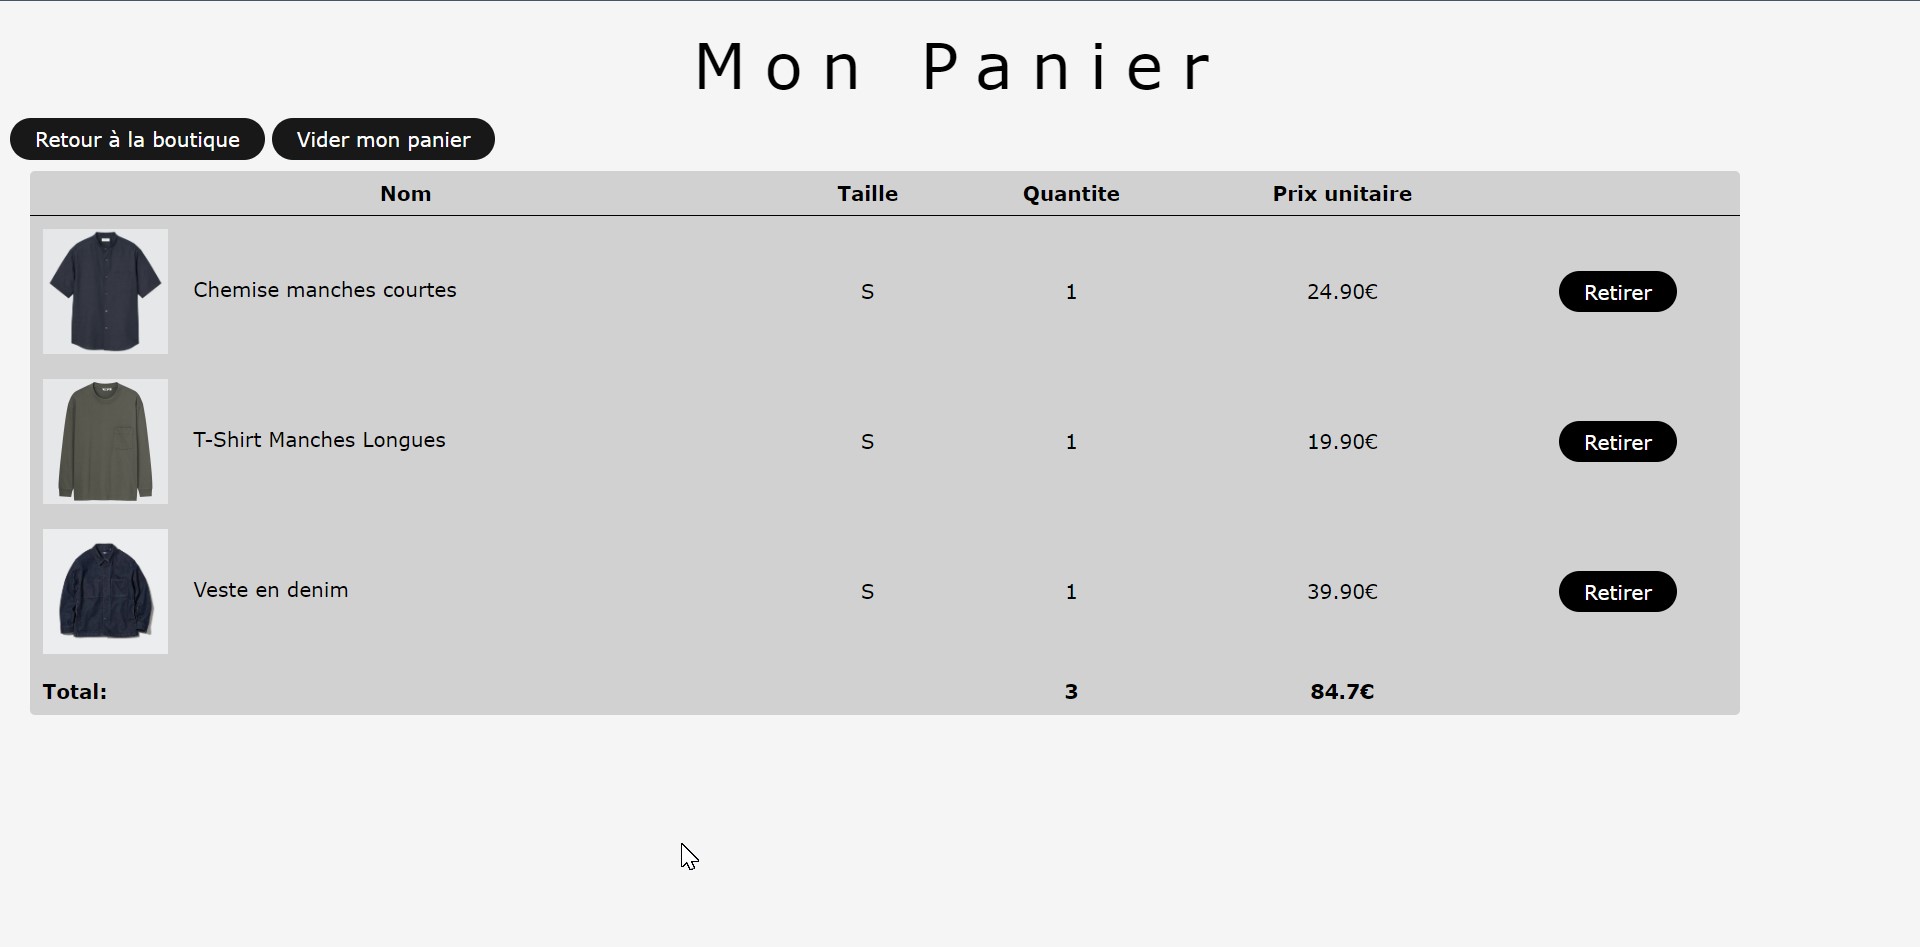 Mon Panier
Retour à la boutique Vider mon panier
Nom Taille Quantite Prix unitaire
Chemise manches courtes S 1 24.90€ Retirer
T-Shirt Manches Longues S 1 19.90€ Retirer
Veste en denim S 1 39.90€ Retirer
Total: 3 84.7€